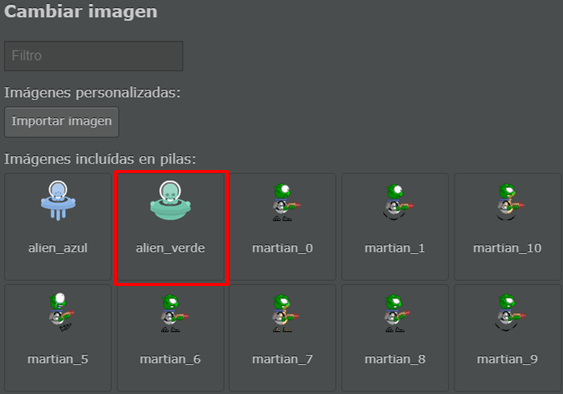 Cambiar imagen
Filtro
Imágenes personalizadas:
Importar imagen
Imágenes incluídas en pilas:
alien_azul alien_verde martian_0 martian_1 martian_10
martian_5 martian_6 martian_7 martian_8 martian_9